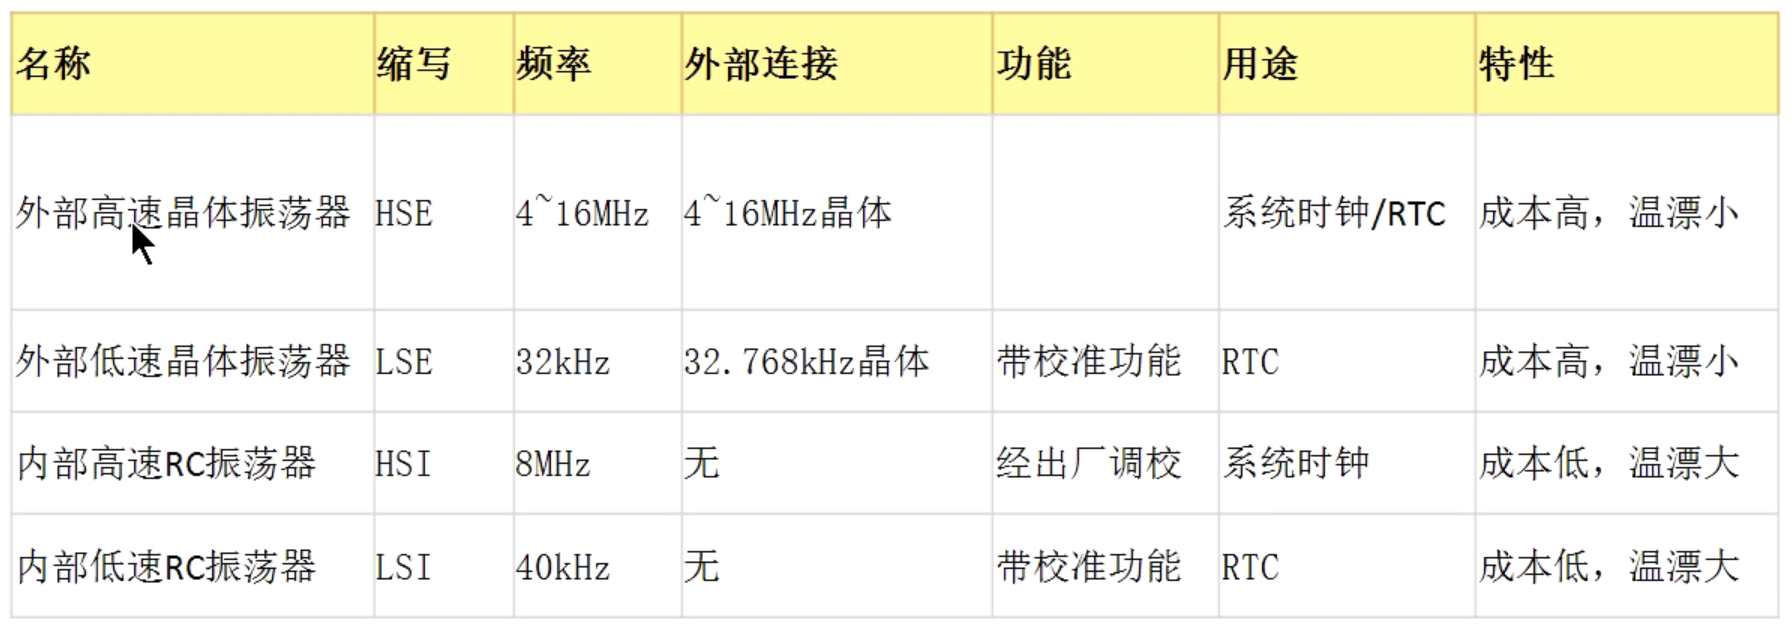 名称 缩写 频率 外部连接 功能 用途 特性
外部高速晶体振荡器 HSE 4~16MHz 4~16MHz晶体 系统时钟/RTC 成本高，温漂小
外部低速晶体振荡器 LSE 32kHz 32.768kHz晶体 带校准功能 RTC 成本高，温漂小
内部高速RC振荡器 HSI 8MHz 无 经出厂调校 系统时钟 成本低，温漂大
内部低速RC振荡器 LSI 40kHz 无 带校准功能 RTC 成本低，温漂大